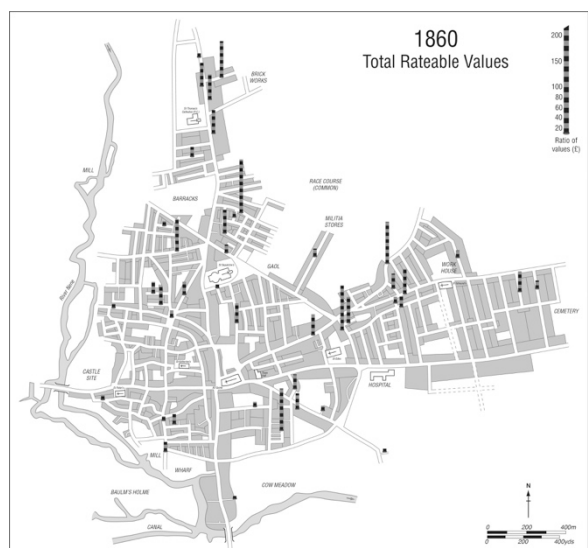 1860
Total Rateable Values
200
150
100
80
60
40
20
Ratio of
values (£)
BRICK
WORKS
MILL
RACE COURSE
(COMMON)
BARRACKS
MILITIA
STORES
GAOL
WORK
HOUSE
River Nene
CEMETERY
CASTLE
SITE
HOSPITAL
MILL
WHARF
COW MEADOW
BAULM'S HOLME
CANAL
N
0 200 400m
0 200 400yds